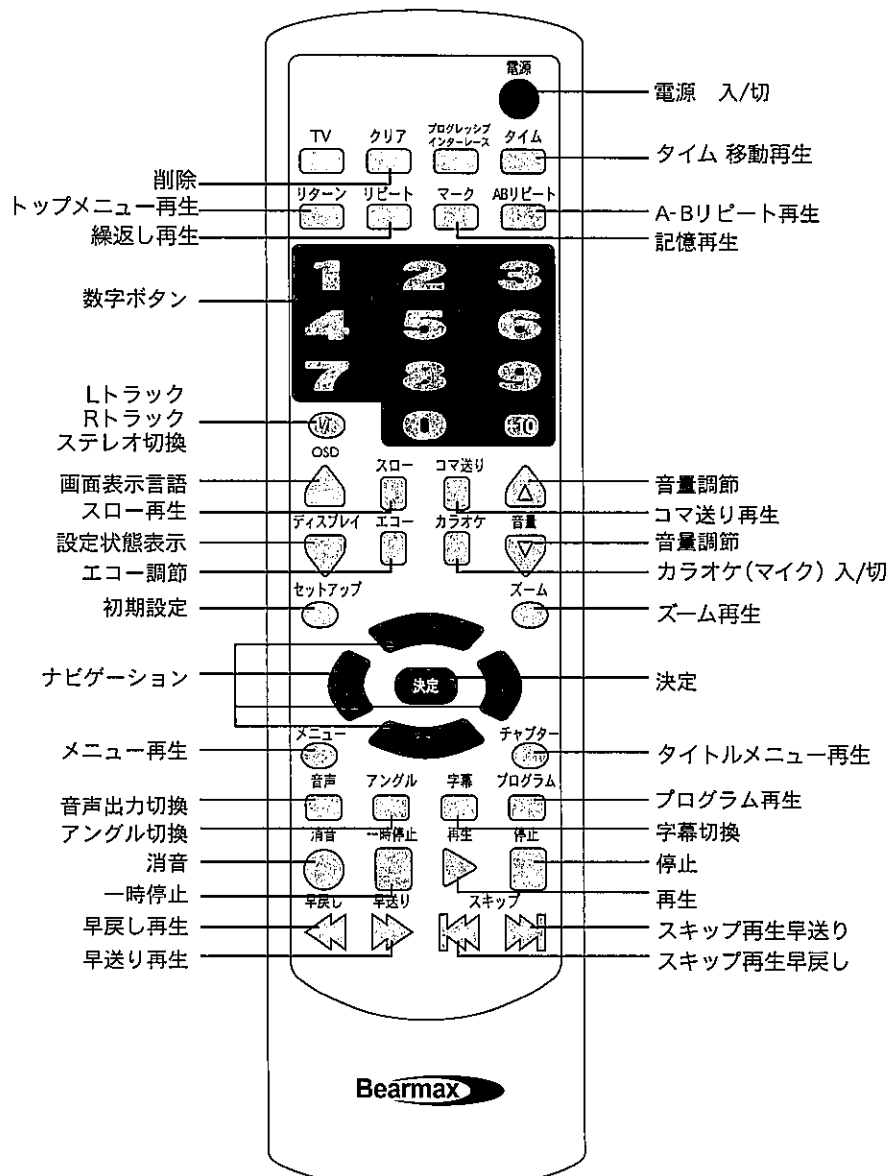 電源
電源　入/切
TV
クリア
プログレッシブ
インターレース
タイム
タイム 移動再生
削除
リターン
リピート
マーク
ABリピート
トップメニュー再生
A-Bリピート再生
繰返し再生
記憶再生
1 2 3
数字ボタン
4 5 6
7 8 9
Lトラック
Rトラック
ステレオ切換
0
OSD
スロー
コマ送り
画面表示言語
音量調節
スロー再生
コマ送り再生
ディスプレイ
エコー
カラオケ
音量
設定状態表示
音量調節
エコー調節
カラオケ(マイク) 入/切
セットアップ
ズーム
初期設定
ズーム再生
ナビゲーション
決定
決定
メニュー
チャプター
メニュー再生
タイトルメニュー再生
音声
アングル
字幕
プログラム
音声出力切換
プログラム再生
アングル切換
字幕切換
消音
一時停止
再生
停止
消音
停止
一時停止
再生
早戻し
早送り
スキップ
早戻し再生
スキップ再生早送り
早送り再生
スキップ再生早戻し
Bearmax